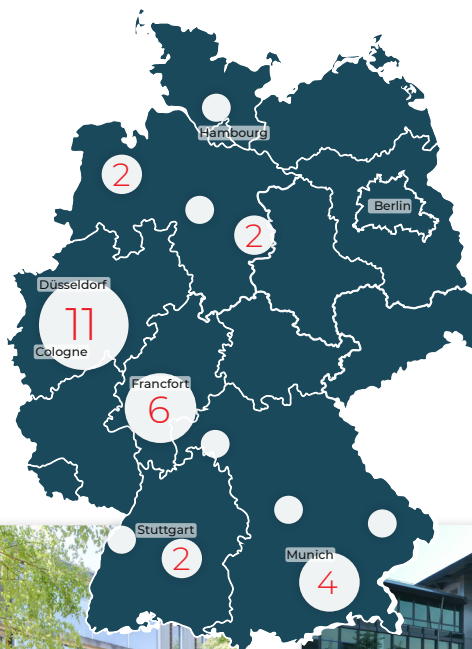 Hambourg
2
Berlin
2
Düsseldorf
11
Cologne
Francfort
6
Stuttgart
2
Munich
4